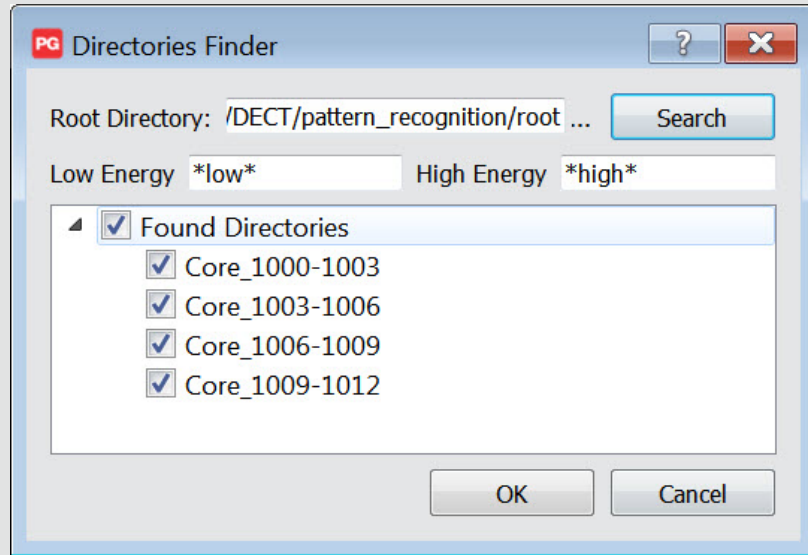 PG Directories Finder ?
Root Directory: /DECT/pattern_recognition/root ... Search
Low Energy *low* High Energy *high*
Found Directories
Core_1000-1003
Core_1003-1006
Core_1006-1009
Core_1009-1012
OK Cancel